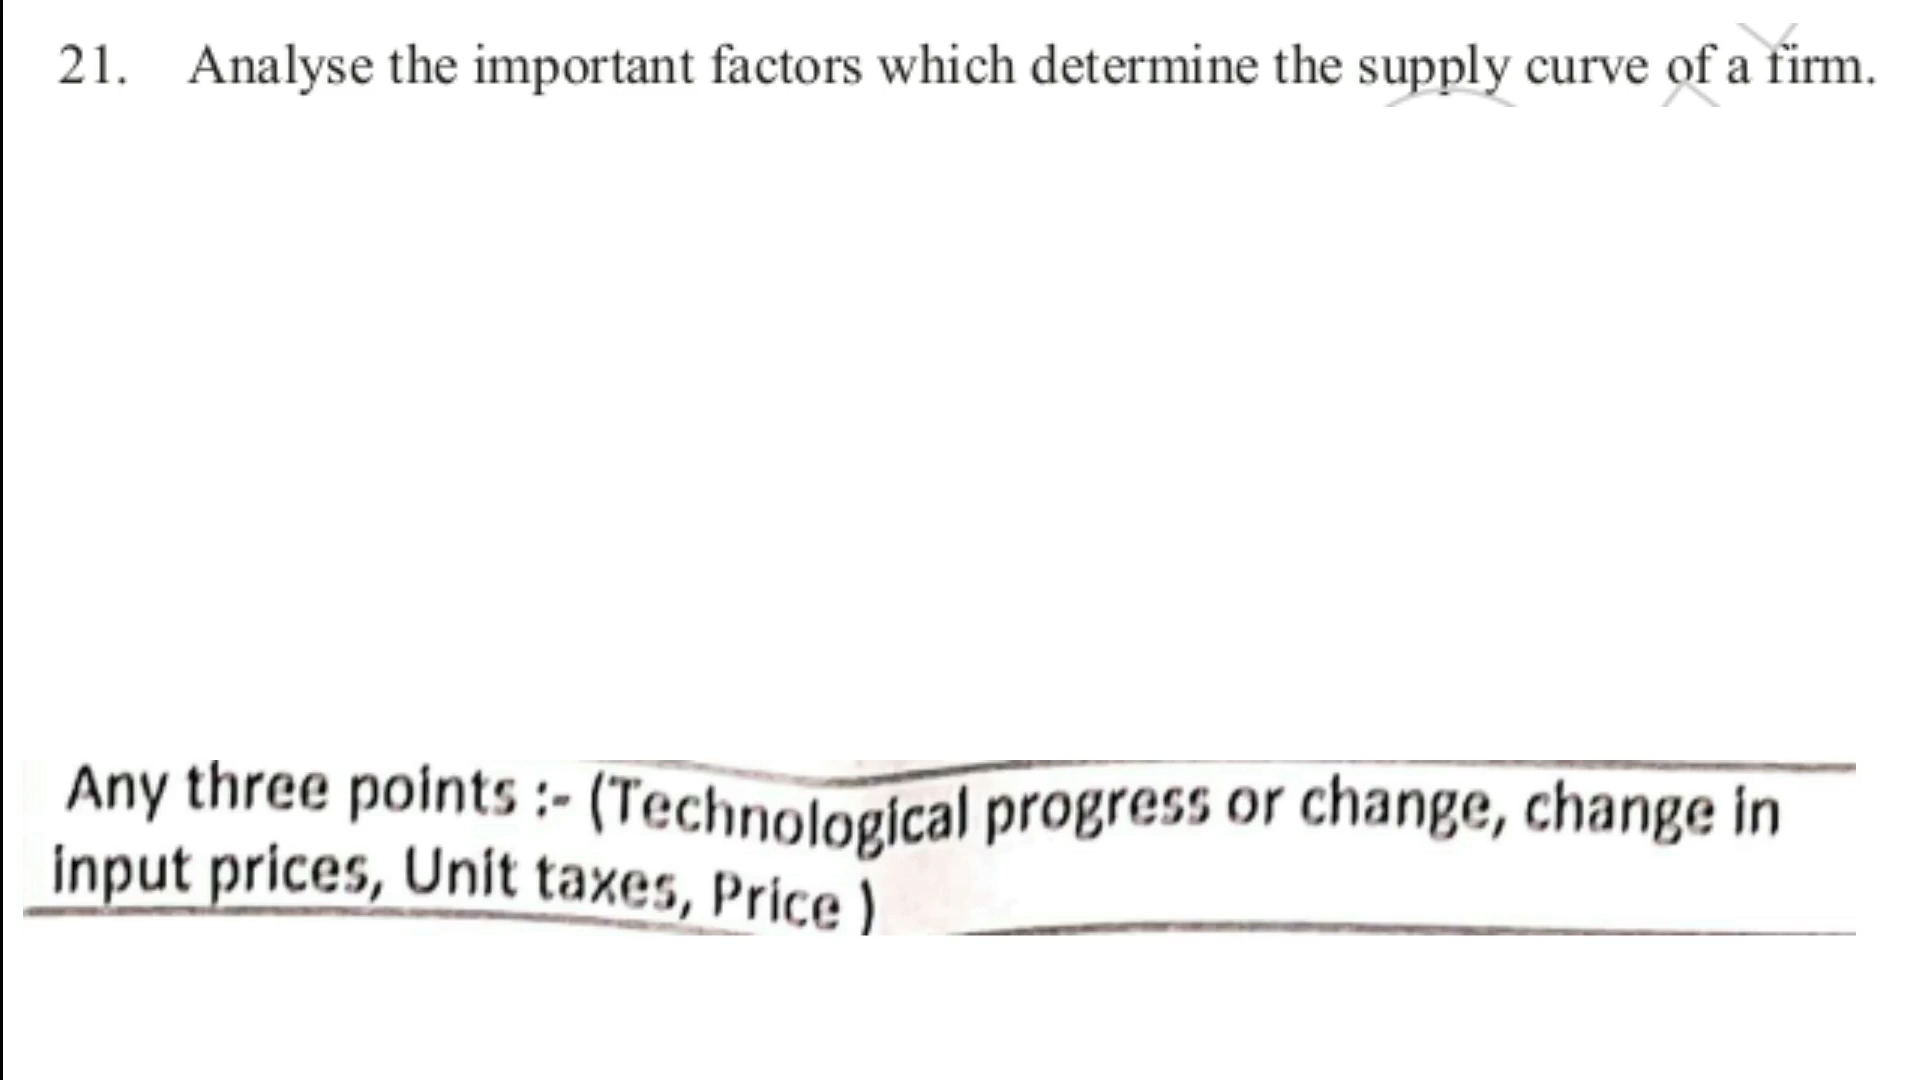 21. Analyse the important factors which determine the supply curve of a firm.
Any three points :- (Technological progress or change, change in
input prices, Unit taxes, Price )